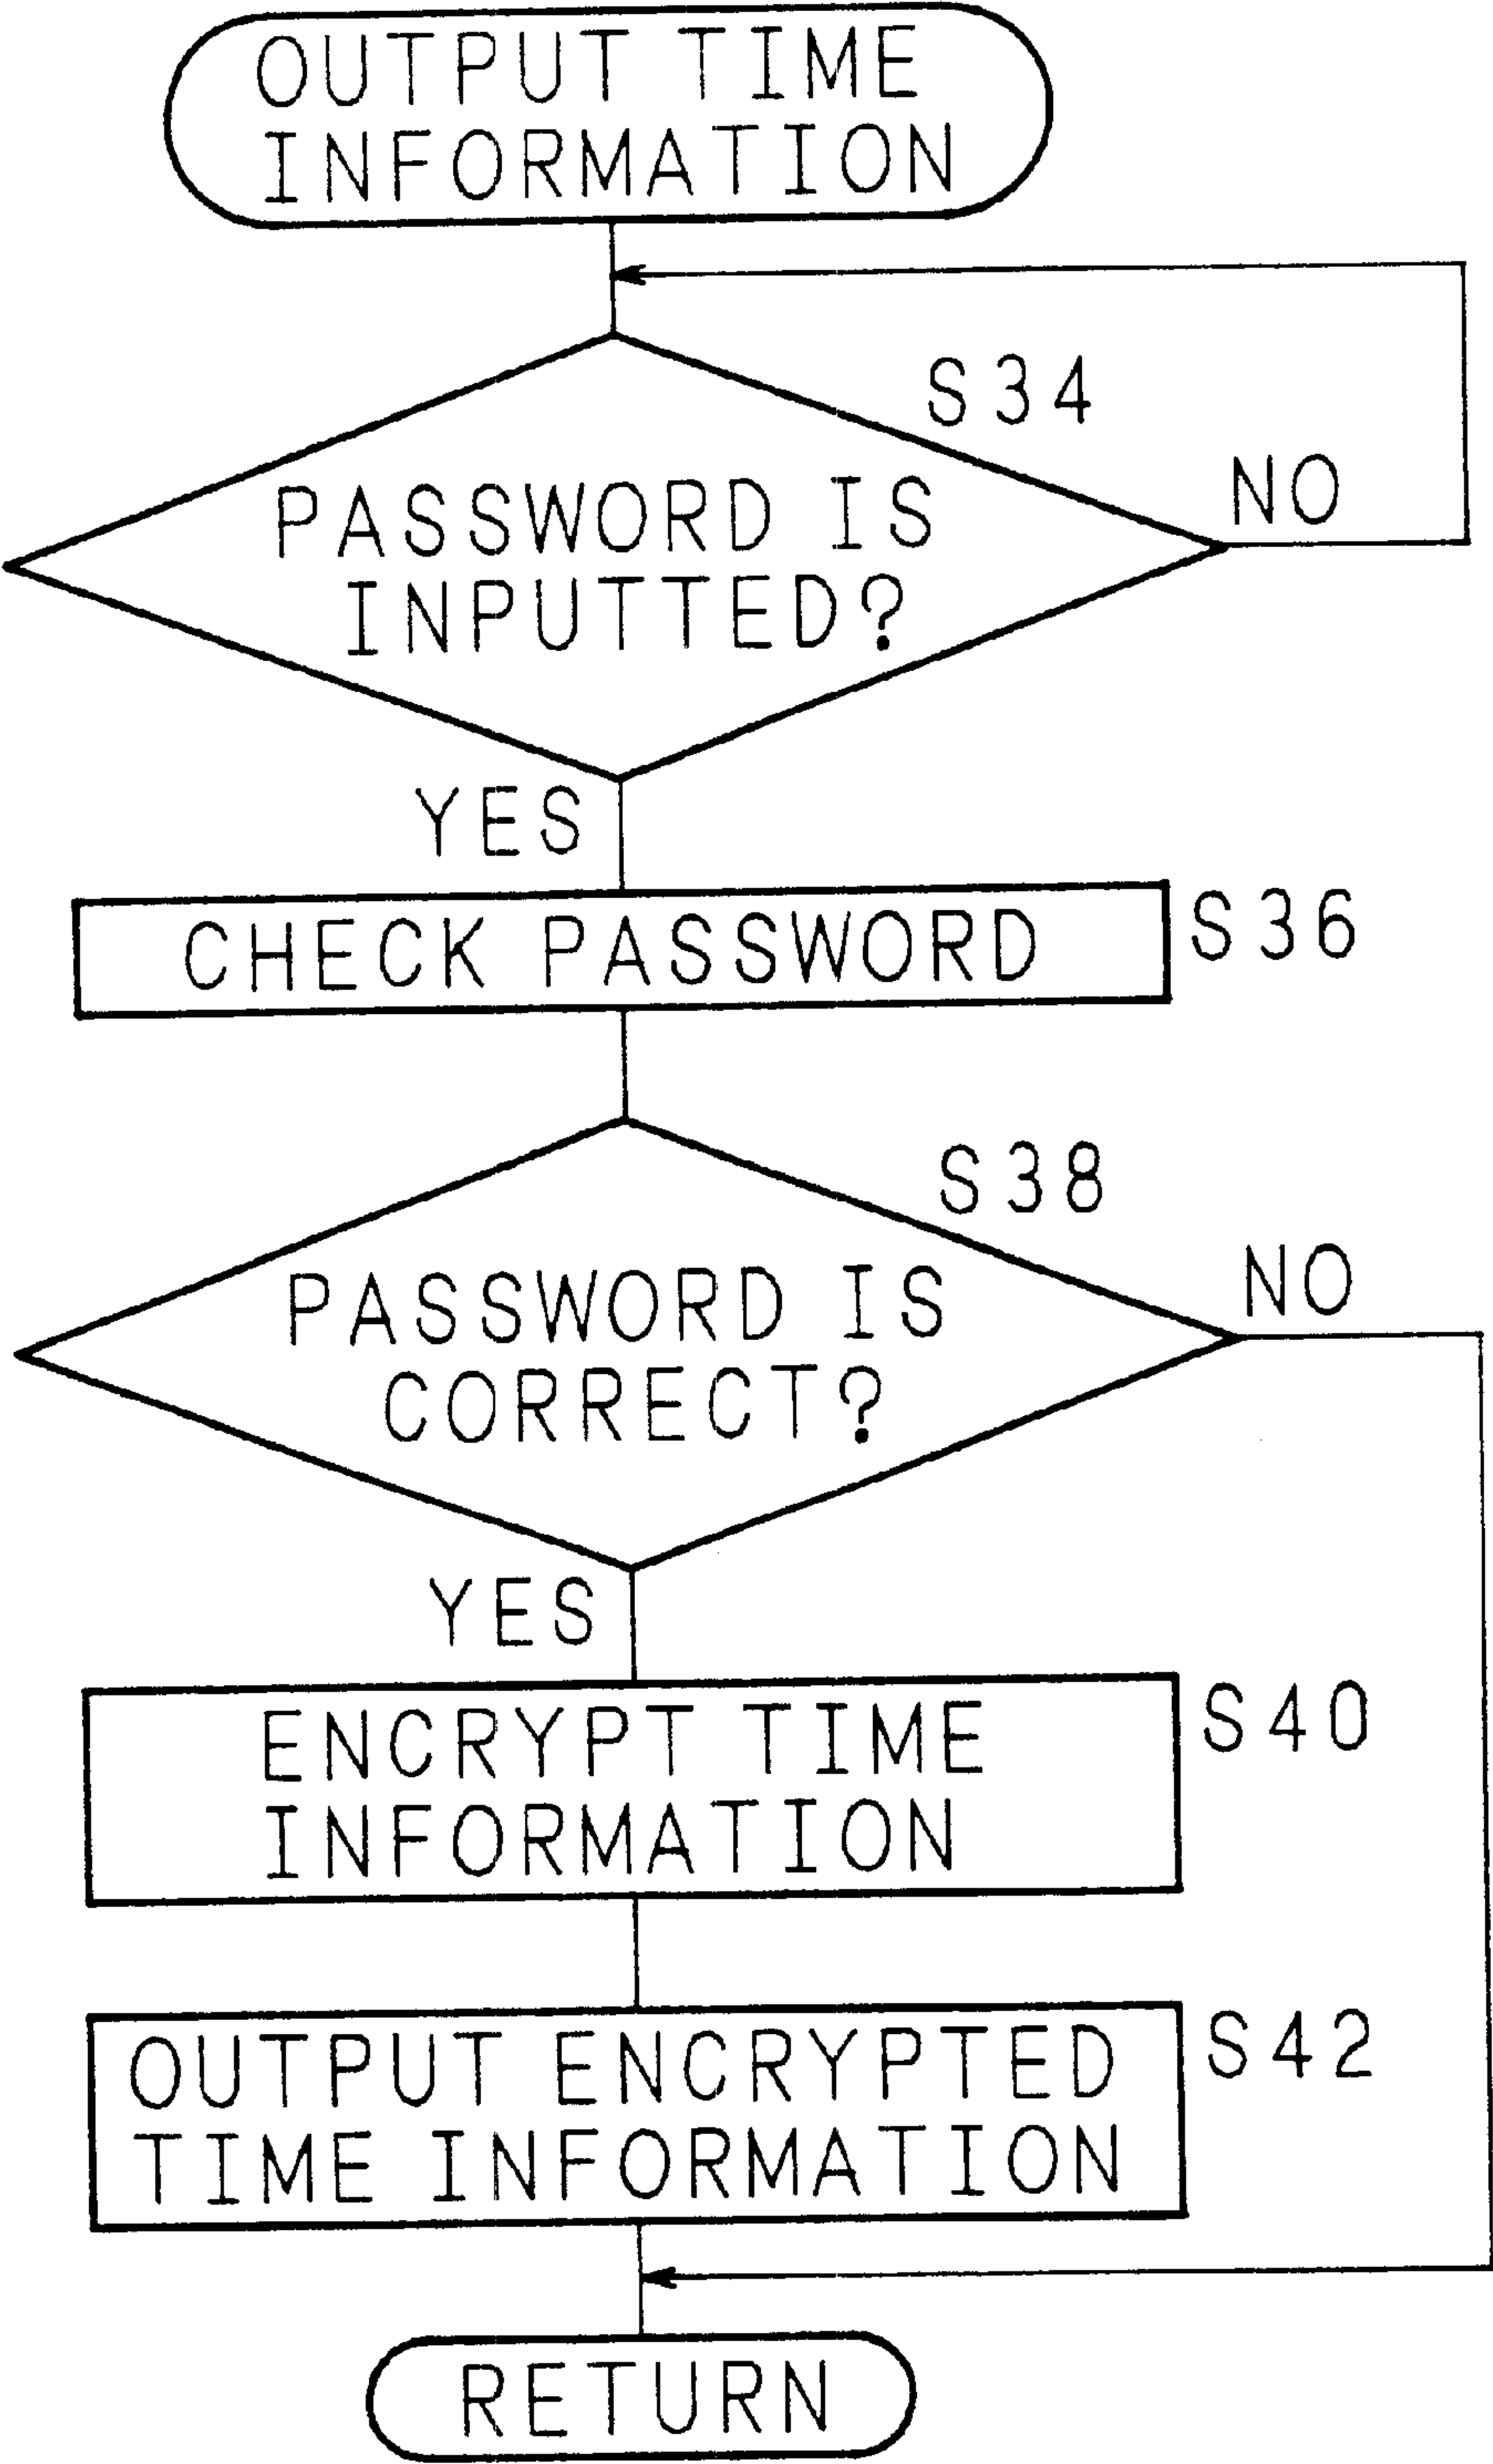 OUTPUT TIME
INFORMATION
S34
NO
PASSWORD IS
INPUTTED?
YES
CHECK PASSWORD
S36
S38
NO
PASSWORD IS
CORRECT?
YES
ENCRYPT TIME
INFORMATION
S40
OUTPUT ENCRYPTED
TIME INFORMATION
S42
RETURN